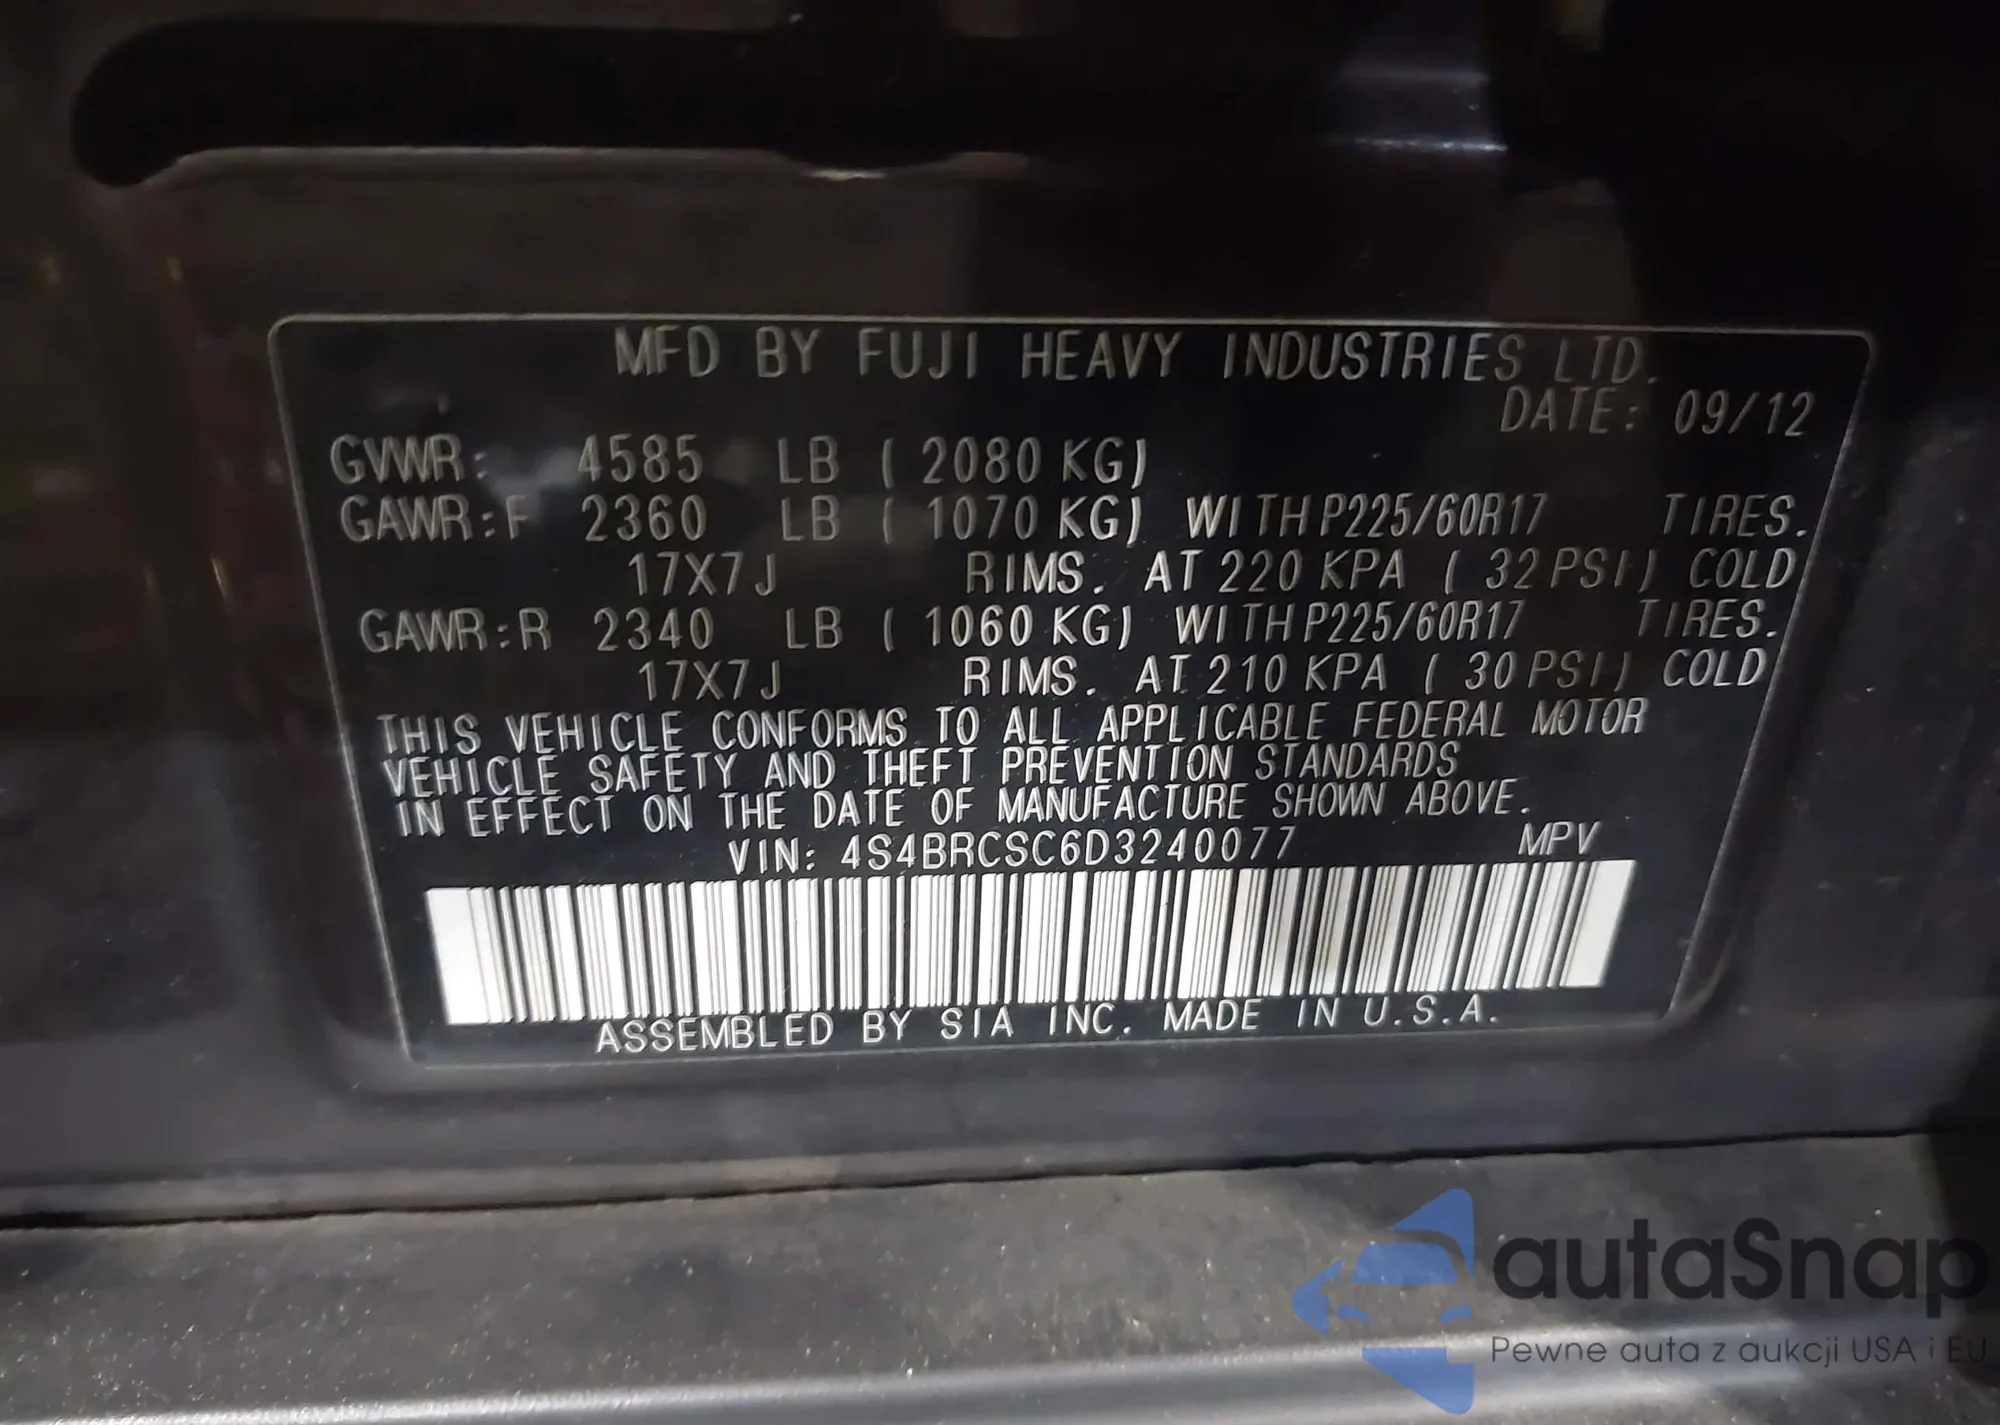 MFD BY FUJI HEAVY INDUSTRIES LTD.
DATE: 09/12
GVWR: 4585 LB ( 2080 KG)
GAWR:F 2360 LB ( 1070 KG) WITH P225/60R17 TIRES.
17X7J RIMS. AT 220 KPA ( 32 PSI) COLD
GAWR:R 2340 LB ( 1060 KG) WITH P225/60R17 TIRES.
17X7J RIMS. AT 210 KPA ( 30 PSI) COLD
THIS VEHICLE CONFORMS TO ALL APPLICABLE FEDERAL MOTOR
VEHICLE SAFETY AND THEFT PREVENTION STANDARDS
IN EFFECT ON THE DATE OF MANUFACTURE SHOWN ABOVE.
VIN: 4S4BRCSC6D3240077 MPV
ASSEMBLED BY SIA INC. MADE IN U.S.A.
autaSnap
Pewne auta z aukcji USA i EU